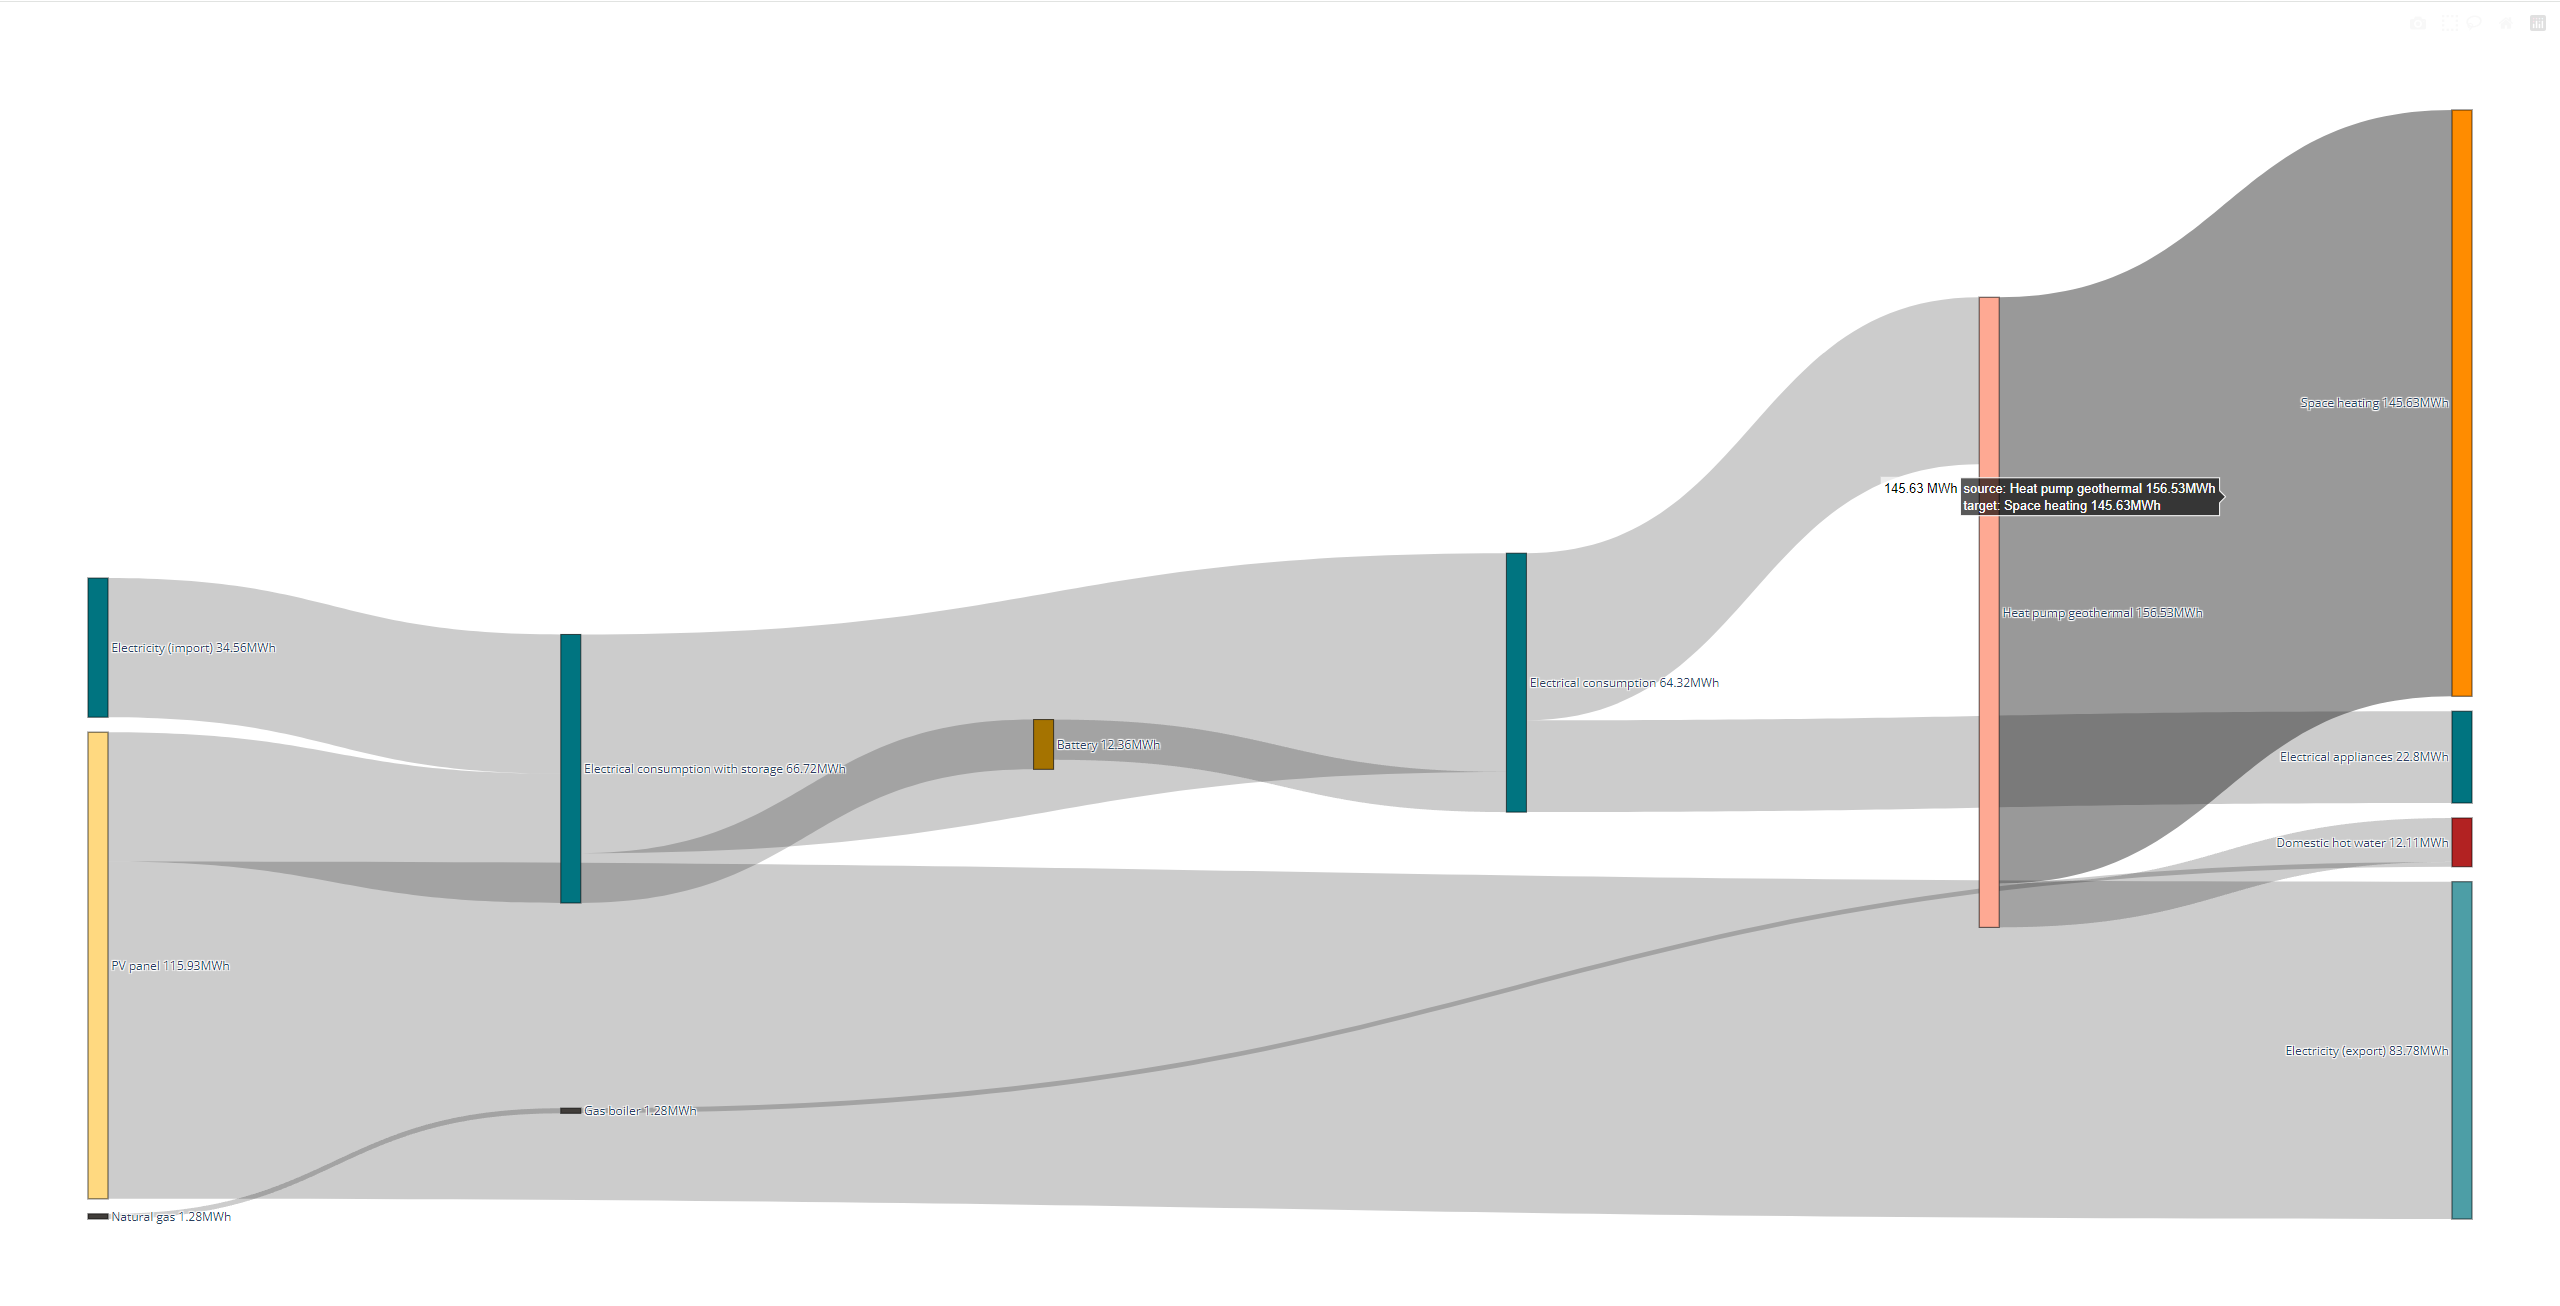 Space heating 145.63MWh
145.63 MWh
source: Heat pump geothermal 156.53MWh
target: Space heating 145.63MWh
Heat pump geothermal 156.53MWh
Electricity (import) 34.56MWh
Electrical consumption 64.32MWh
Battery 12.36MWh
Electrical appliances 22.8MWh
Electrical consumption with storage 66.72MWh
Domestic hot water 12.11MWh
PV panel 115.93MWh
Electricity (export) 83.78MWh
Gas boiler 1.28MWh
Natural gas 1.28MWh